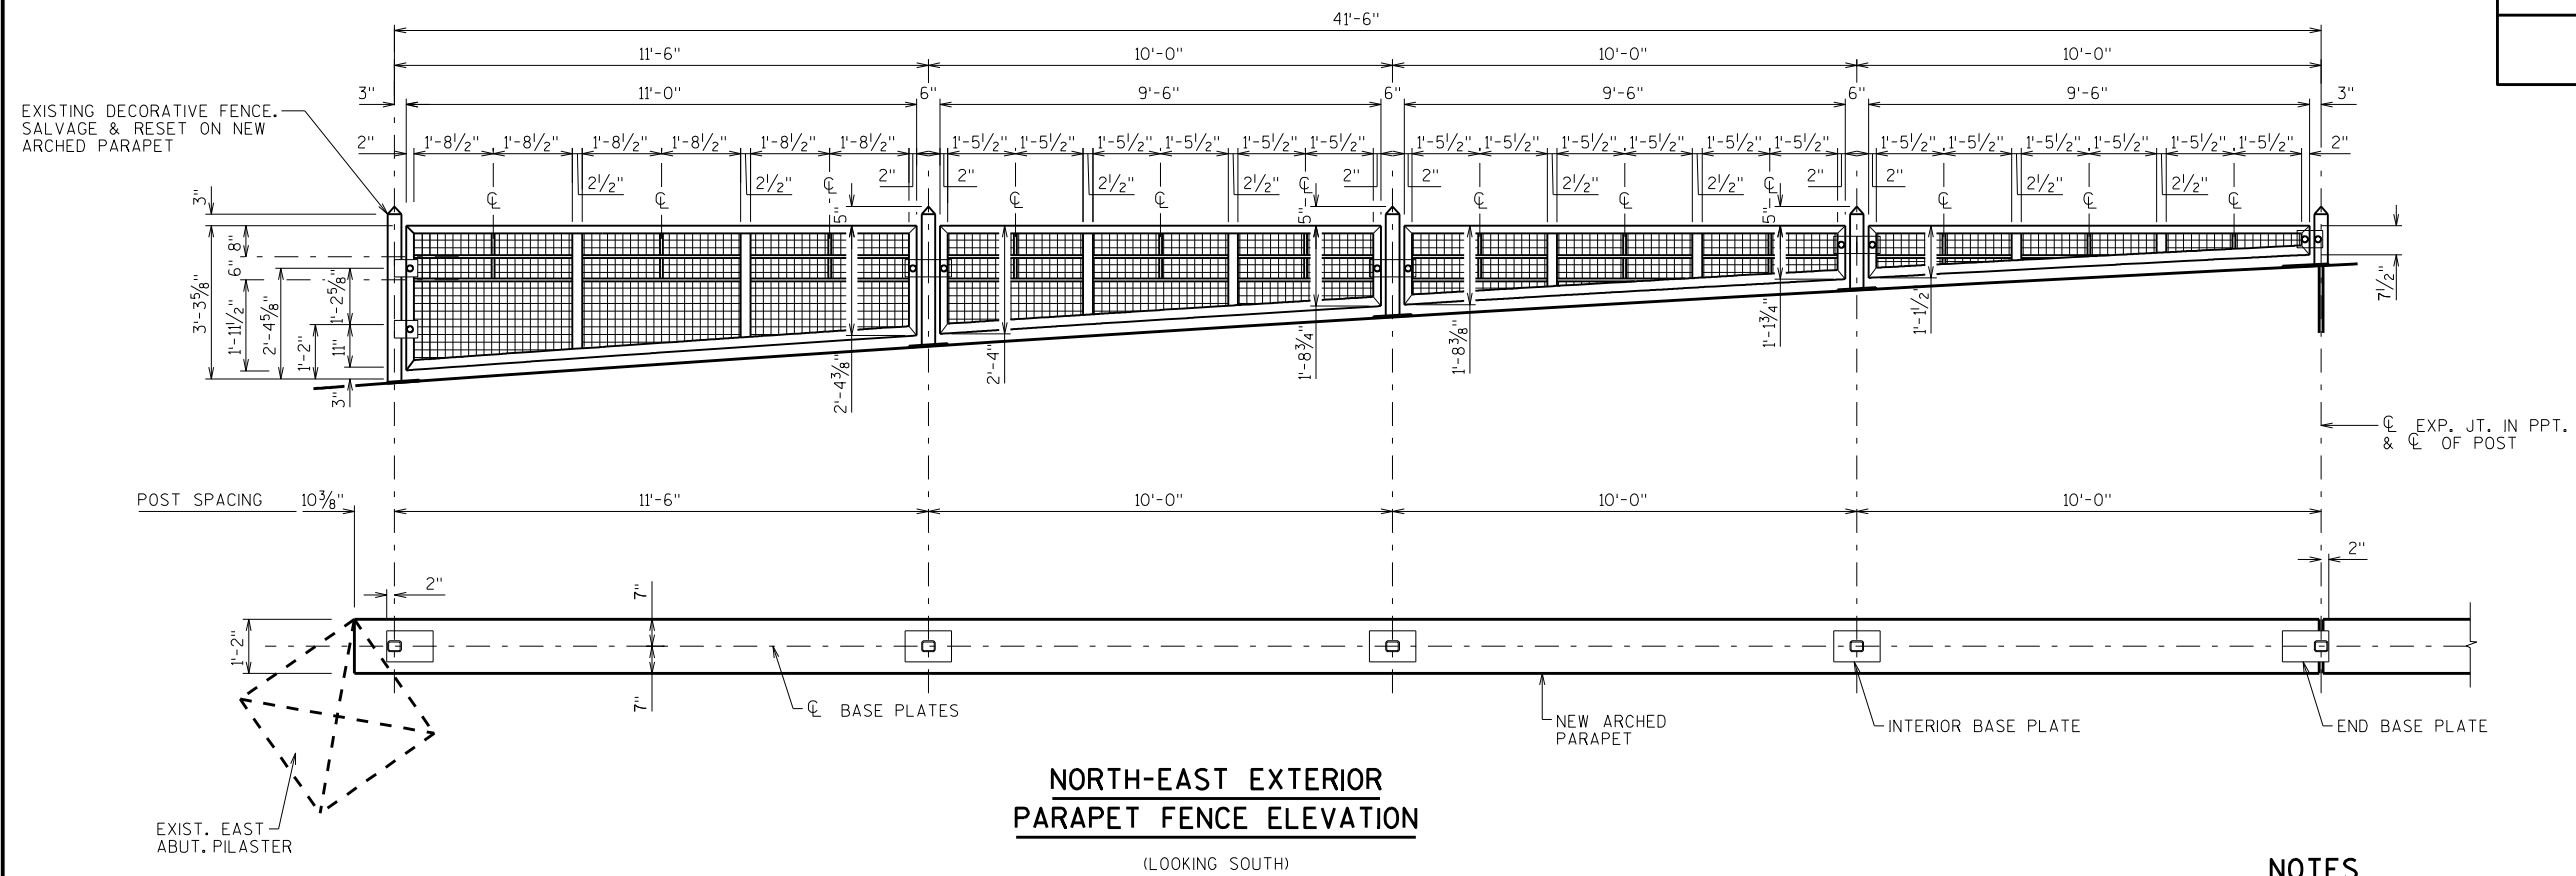 41'-6"
11'-6" 10'-0" 10'-0" 10'-0"
3" 11'-0" 6" 9'-6" 6" 9'-6" 6" 9'-6" 3"
EXISTING DECORATIVE FENCE.
SALVAGE & RESET ON NEW
ARCHED PARAPET
2" 1'-8½" 1'-8½" 1'-8½" 1'-8½" 1'-8½" 1'-8½" 1'-5½" 1'-5½" 1'-5½" 1'-5½" 1'-5½" 1'-5½" 1'-5½" 1'-5½" 1'-5½" 1'-5½" 1'-5½" 1'-5½" 1'-5½" 1'-5½" 1'-5½" 1'-5½" 1'-5½" 1'-5½" 2"
2½" 2½" 2" 2" 2½" 2½" 2" 2" 2½" 2½" 2" 2" 2½" 2½"
℄ ℄ ℄ ℄ ℄ ℄ ℄ ℄ ℄ ℄ ℄ ℄
3"
5" 5" 5"
3'-3⅝"
8"
6"
1'-11½"
2'-4⅝"
1'-2"
1'-2⅝"
11"
3"
2'-4⅜"
2'-4"
1'-8¾"
1'-8⅜"
1'-1¾"
1'-1½"
7½"
℄ EXP. JT. IN PPT.
& ℄ OF POST
POST SPACING 10⅜" 11'-6" 10'-0" 10'-0" 10'-0"
2" 2"
7"
1'-2"
7"
℄ BASE PLATES
NEW ARCHED
PARAPET
INTERIOR BASE PLATE
END BASE PLATE
EXIST. EAST
ABUT. PILASTER
NORTH-EAST EXTERIOR
PARAPET FENCE ELEVATION
(LOOKING SOUTH)
NOTES